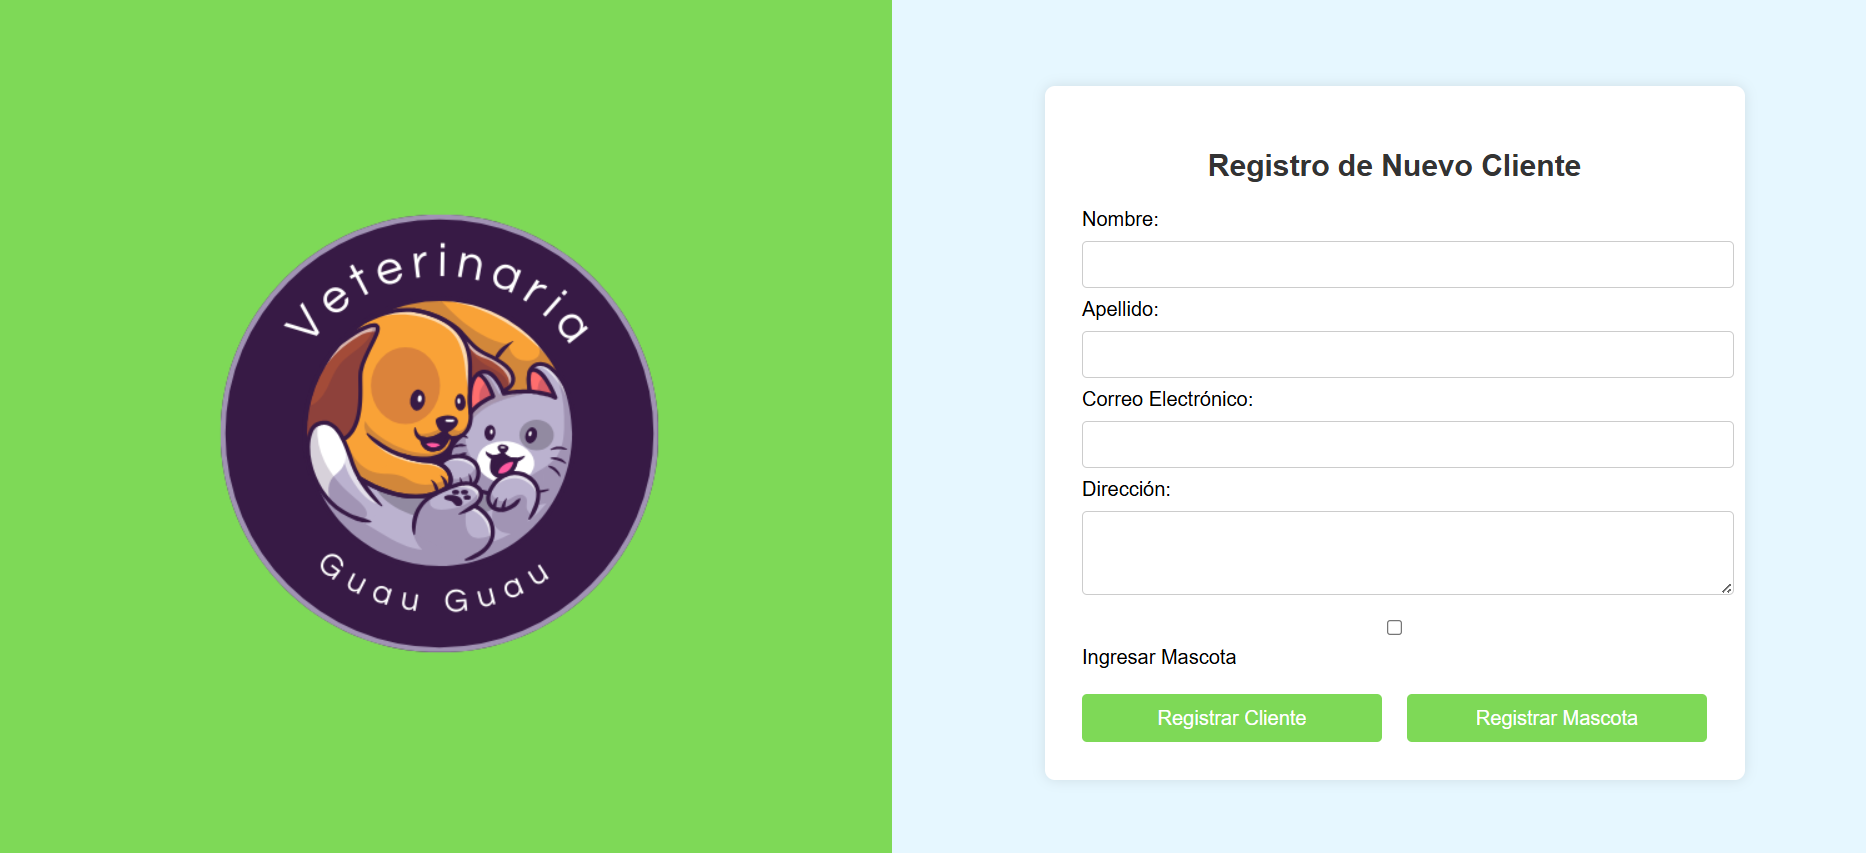 Veterinaria
Guau Guau
Registro de Nuevo Cliente
Nombre:
Apellido:
Correo Electrónico:
Dirección:
Ingresar Mascota
Registrar Cliente
Registrar Mascota